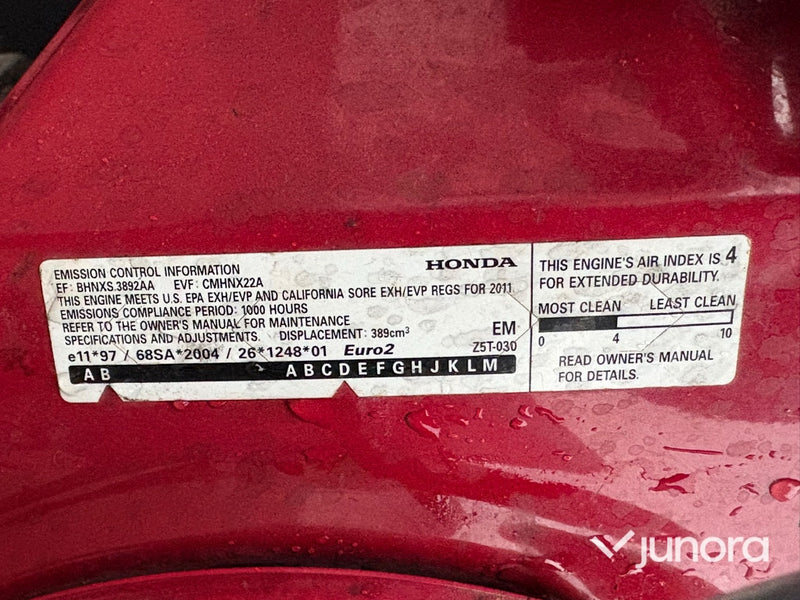 EMISSION CONTROL INFORMATION HONDA
EF: BHNXS.3892AA EVF: CMHNX22A
THIS ENGINE MEETS U.S. EPA EXH/EVP AND CALIFORNIA SORE EXH/EVP REGS FOR 2011
EMISSIONS COMPLIANCE PERIOD: 1000 HOURS
REFER TO THE OWNER'S MANUAL FOR MAINTENANCE
SPECIFICATIONS AND ADJUSTMENTS. DISPLACEMENT: 389cm³ EM
e11*97/68SA*2004/26*1248*01 Euro2 Z5T-030
A B A B C D E F G H J K L M
THIS ENGINE'S AIR INDEX IS 4
FOR EXTENDED DURABILITY.
MOST CLEAN LEAST CLEAN
0 4 10
READ OWNER'S MANUAL
FOR DETAILS.
junora